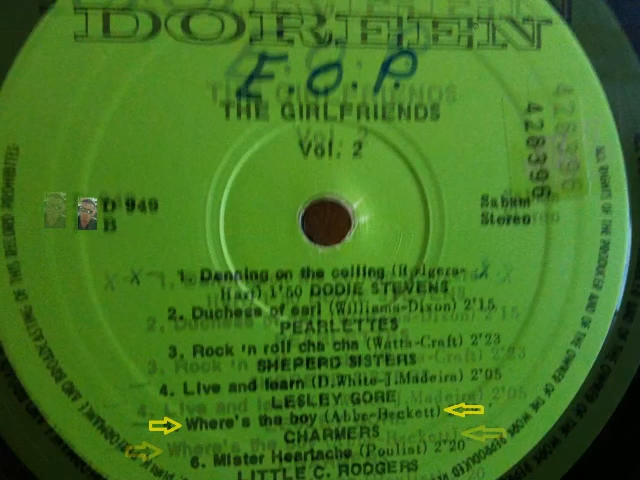 DOREEN
E.O.P.
THE GIRLFRIENDS
Vol. 2
428396
D 949
B
Sabam
Stereo
1. Danning on the ceiling (Rodgers-
Hart) 1'50 DODIE STEVENS
2. Duchess of earl (Williams-Dixon) 2'15
PEARLETTES
3. Rock 'n roll cha cha (Watts-Craft) 2'23
SHEPERD SISTERS
4. Live and learn (D.White-J.Madeira) 2'05
LESLEY GORE
Where's the boy (Abbe-Heckett)
CHARMERS
6. Mister Heartache (Poulist) 2'20
LITTLE C. RODGERS